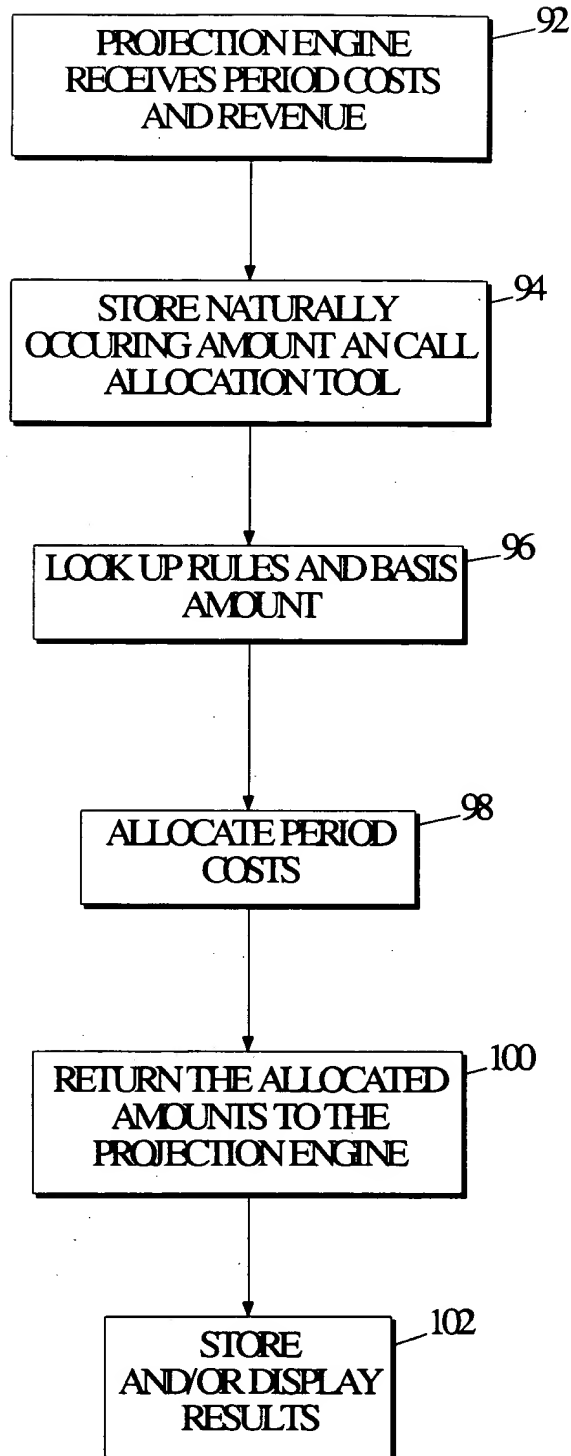 92
PROJECTION ENGINE
RECEIVES PERIOD COSTS
AND REVENUE
94
STORE NATURALLY
OCCURING AMOUNT AN CALL
ALLOCATION TOOL
96
LOOK UP RULES AND BASIS
AMOUNT
98
ALLOCATE PERIOD
COSTS
100
RETURN THE ALLOCATED
AMOUNTS TO THE
PROJECTION ENGINE
102
STORE
AND/OR DISPLAY
RESULTS